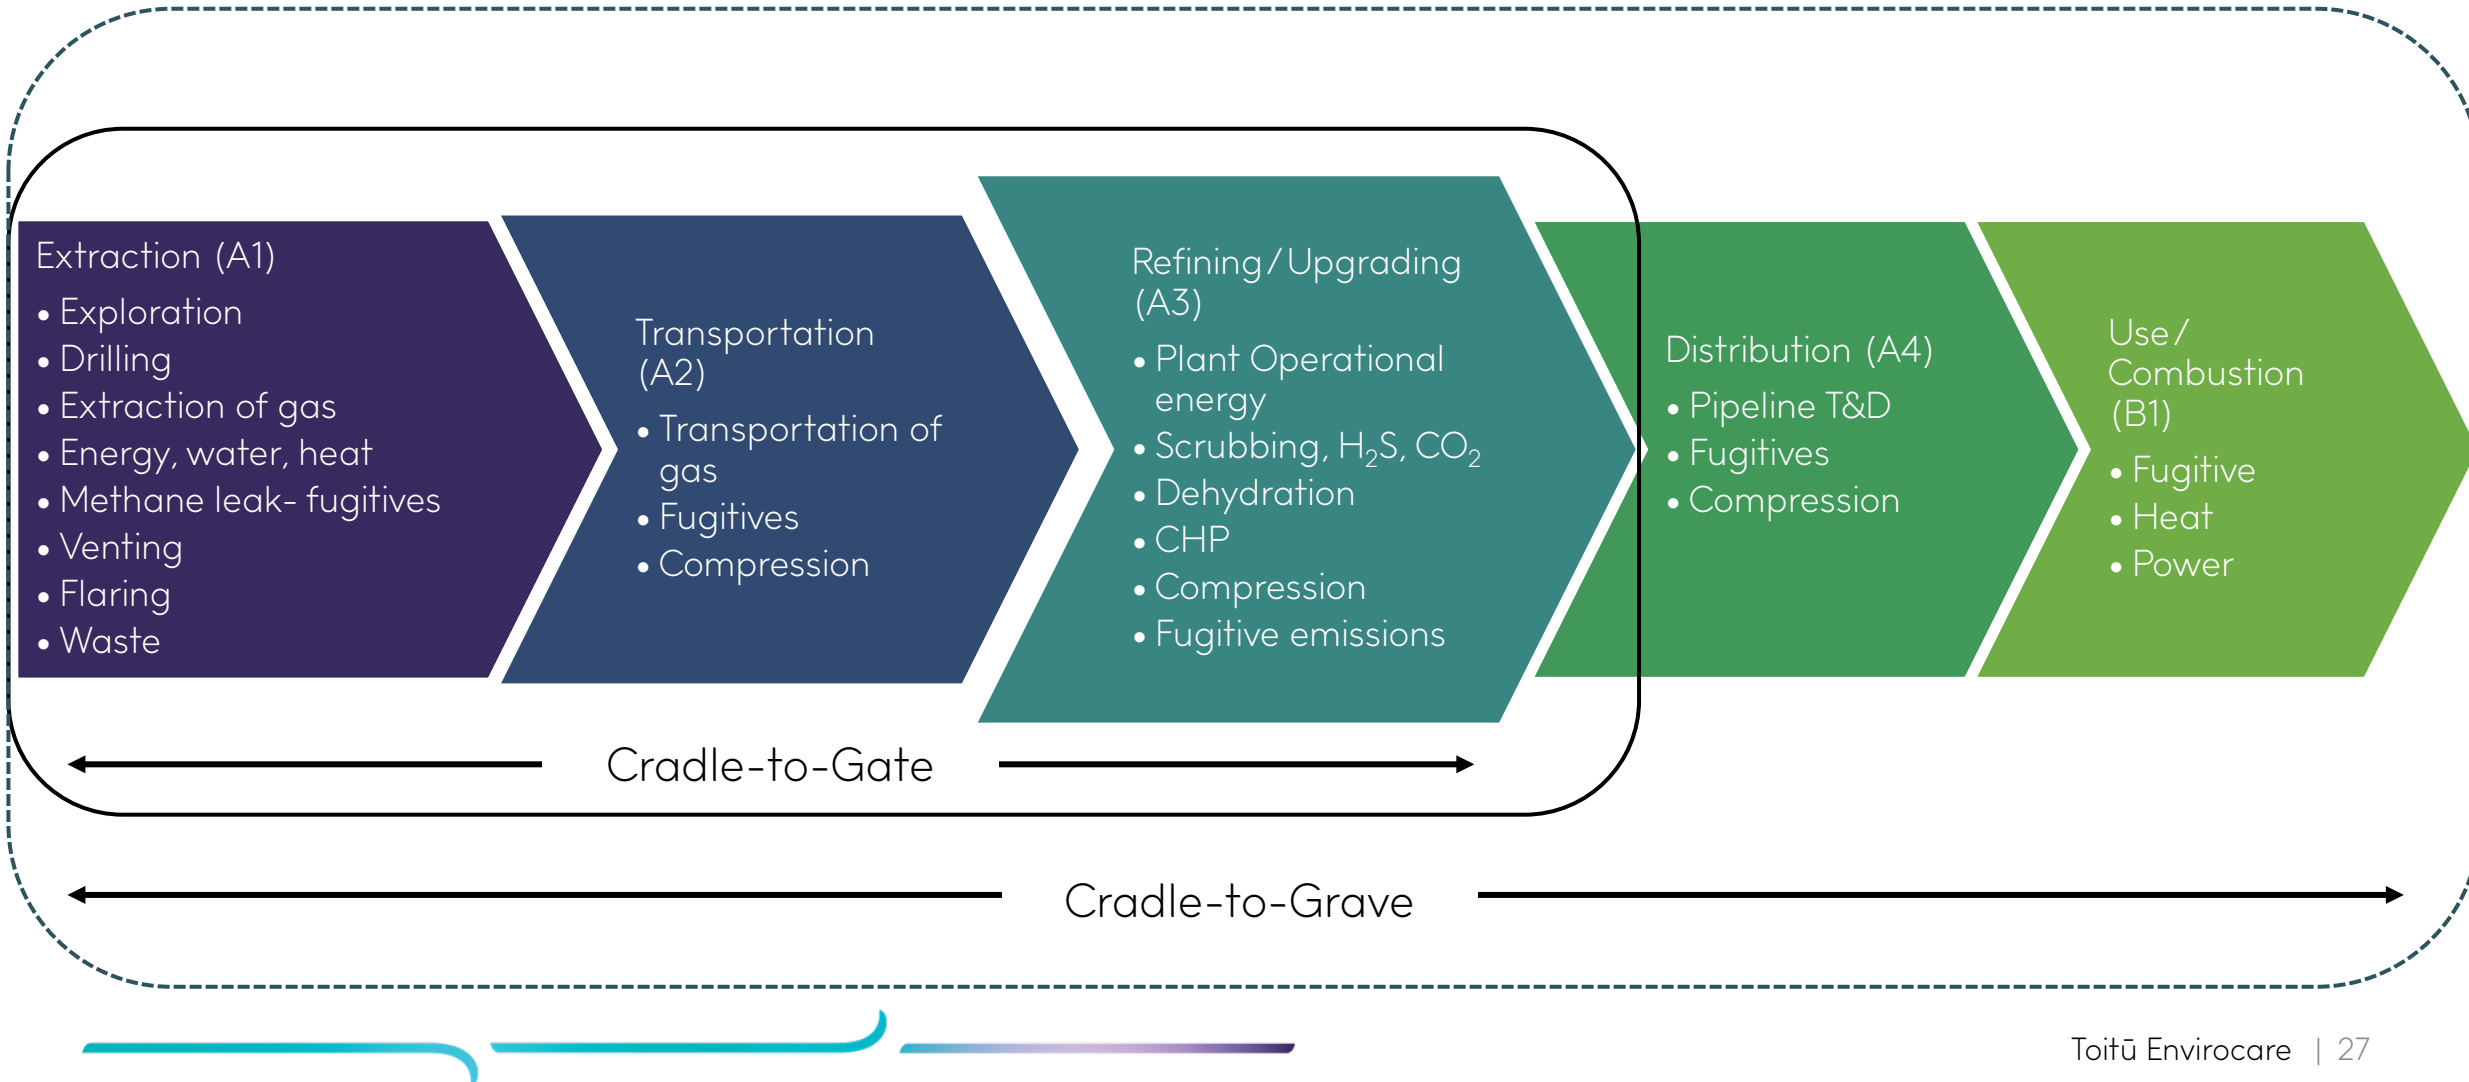 Extraction (A1)
• Exploration
• Drilling
• Extraction of gas
• Energy, water, heat
• Methane leak- fugitives
• Venting
• Flaring
• Waste
Transportation
(A2)
• Transportation of
gas
• Fugitives
• Compression
Refining/Upgrading
(A3)
• Plant Operational
energy
• Scrubbing, H₂S, CO₂
• Dehydration
• CHP
• Compression
• Fugitive emissions
Distribution (A4)
• Pipeline T&D
• Fugitives
• Compression
Use/
Combustion
(B1)
• Fugitive
• Heat
• Power
Cradle-to-Gate
Cradle-to-Grave
Toitū Envirocare | 27